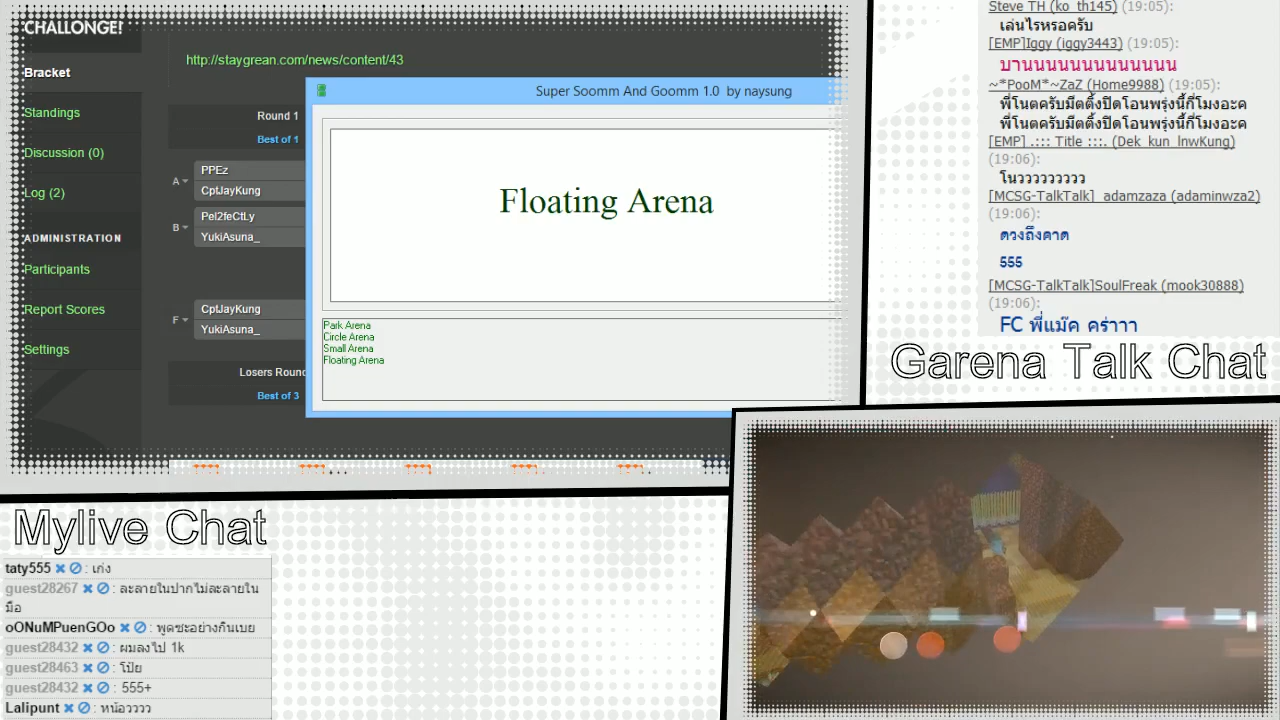 CHALLONGE!
Bracket
Standings
Discussion (0)
Log (2)
ADMINISTRATION
Participants
Report Scores
Settings
http://staygrean.com/news/content/43
Round 1
Best of 1
A
PPEz
CptJayKung
B
Pel2feCtLy
YukiAsuna_
F
CptJayKung
YukiAsuna_
Losers Round
Best of 3
Super Soomm And Goomm 1.0 by naysung
Floating Arena
Park Arena
Circle Arena
Small Arena
Floating Arena
Steve TH (ko_th145) (19:05):
เล่นไรหรอครับ
[EMP]Iggy (iggy3443) (19:05):
บานนนนนนนนนนนนน
~*PooM*~ZaZ (Home9988) (19:05):
พี่โนตครับมีตติ้งปิดโอนพรุ่งนี้กี่โมงอะค
พี่โนตครับมีตติ้งปิดโอนพรุ่งนี้กี่โมงอะค
[EMP] .::: Title :::. (Dek_kun_lnwKung)
(19:06):
โนววววววววว
[MCSG-TalkTalk]_adamzaza (adaminwza2)
(19:06):
ดวงถึงคาด
555
[MCSG-TalkTalk]SoulFreak (mook30888)
(19:06):
FC พี่แม๊ค คร่าาา
Garena Talk Chat
Mylive Chat
taty555 : เก่ง
guest28267 : ละลายในปากไม่ละลายใน
มือ
oONuMPuenGOo : พูดซะอย่างกินเบย
guest28432 : ผมลงไป 1k
guest28463 : โป้ย
guest28432 : 555+
Lalipunt : หน่อวววว